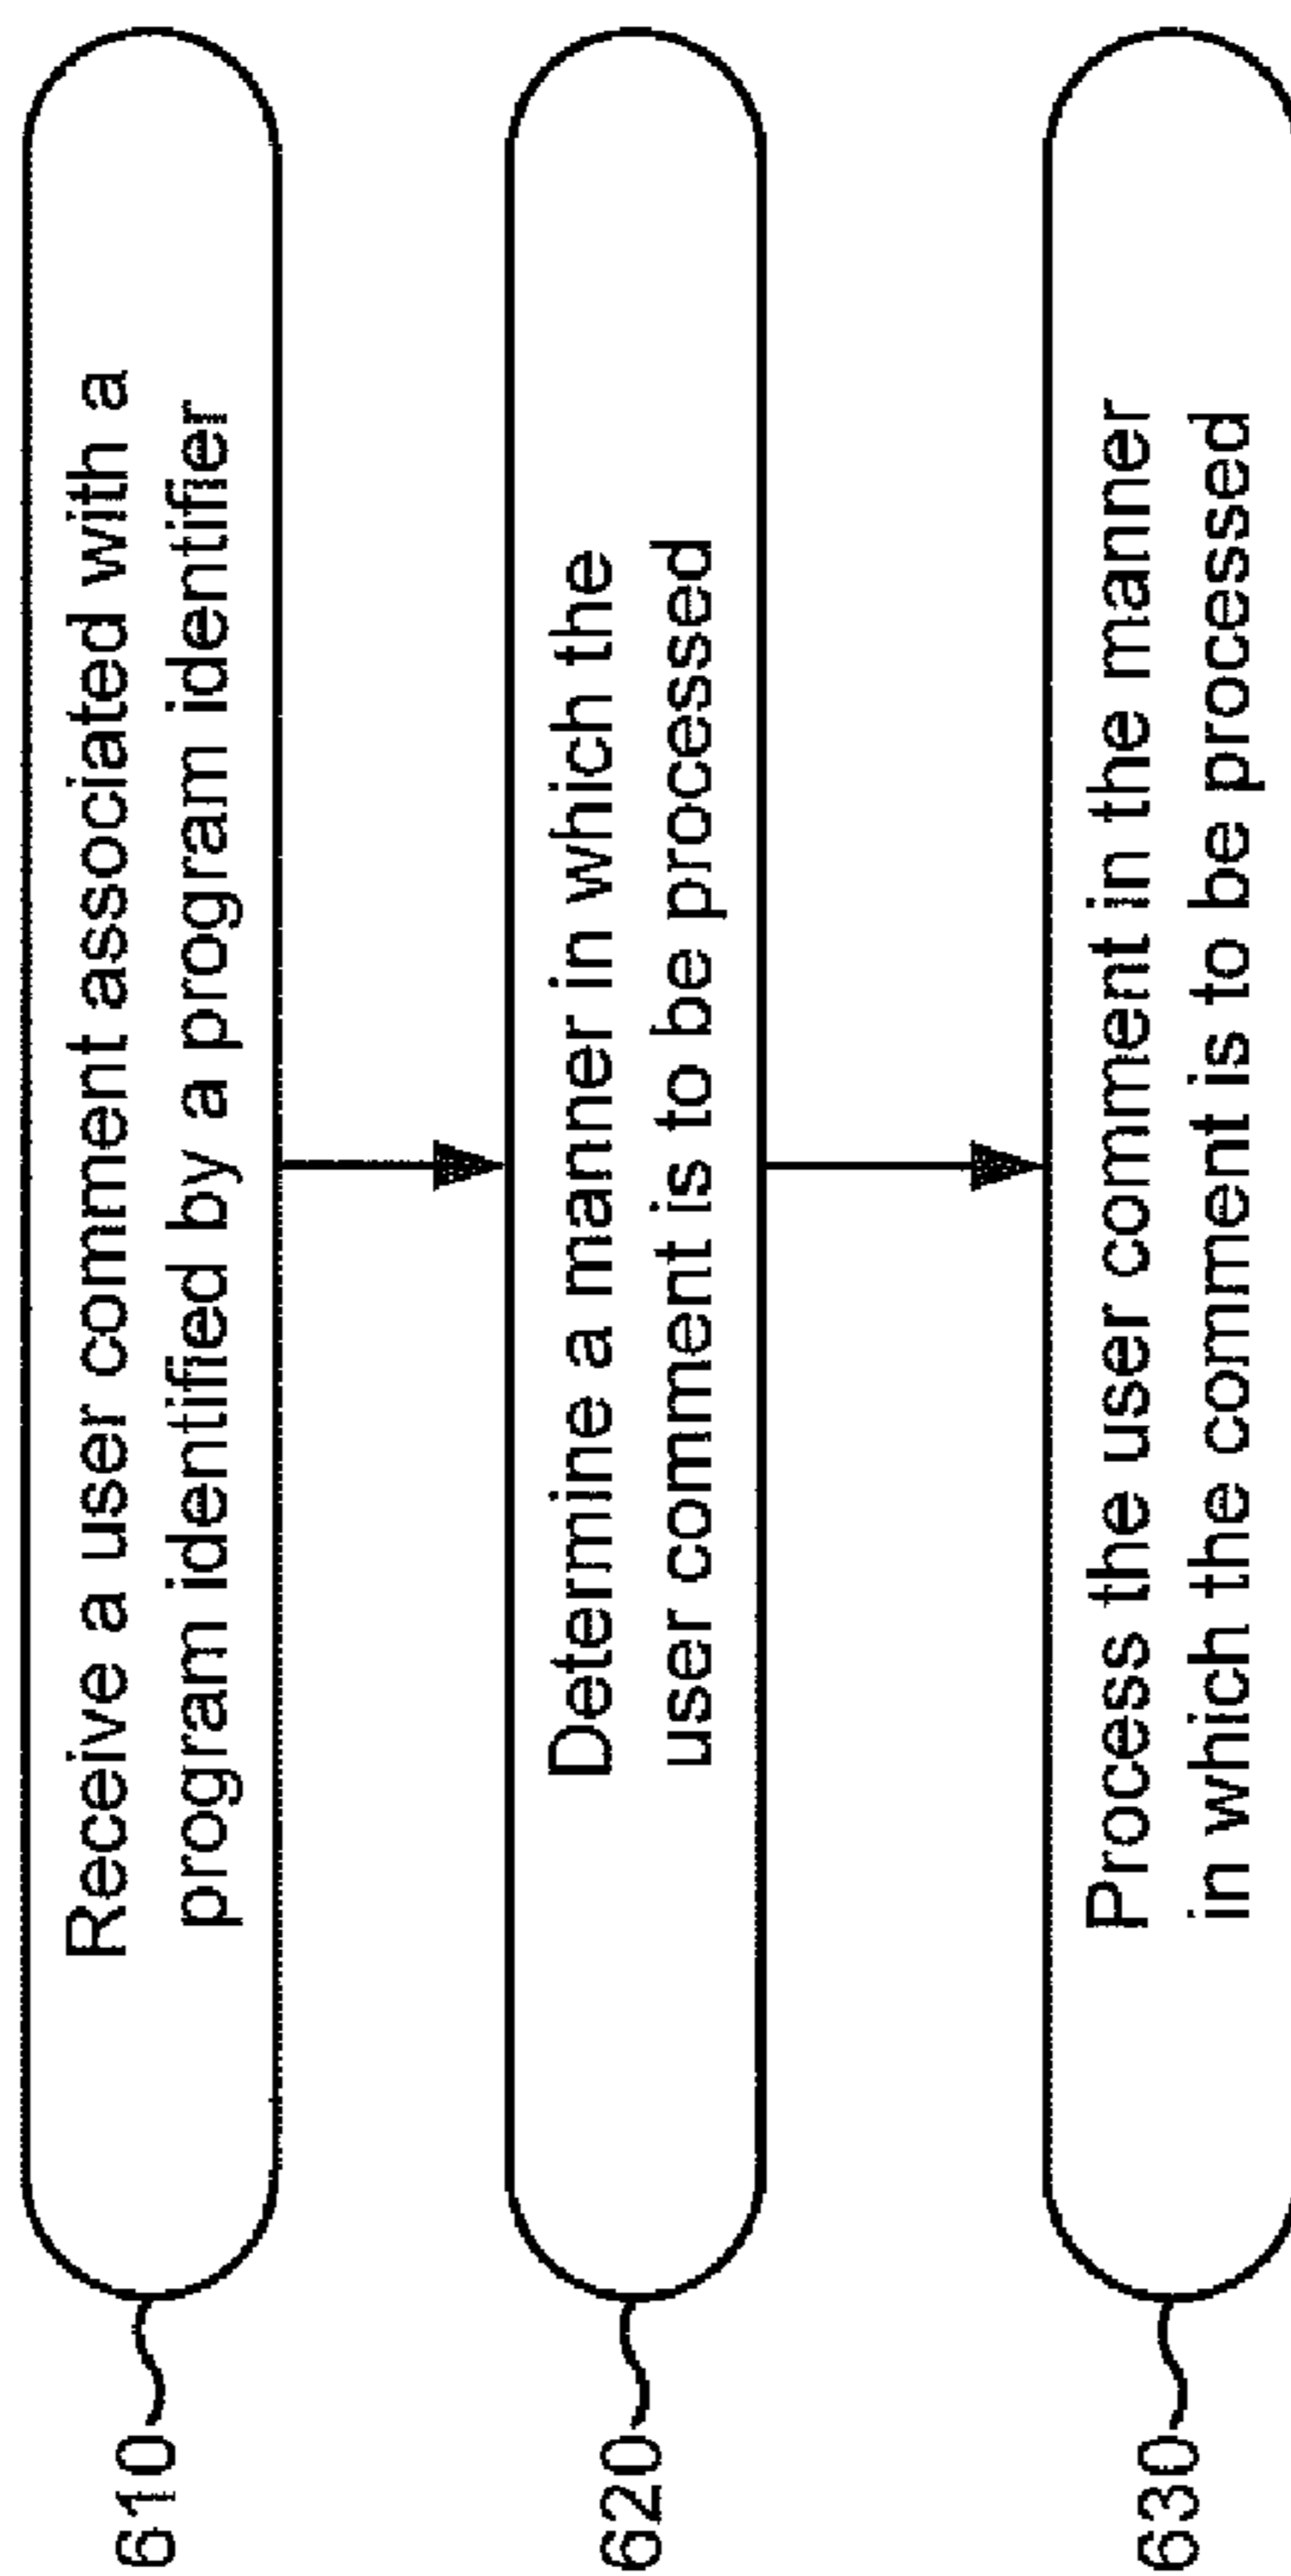 610
Receive a user comment associated with a
program identified by a program identifier
620
Determine a manner in which the
user comment is to be processed
630
Process the user comment in the manner
in which the comment is to be processed